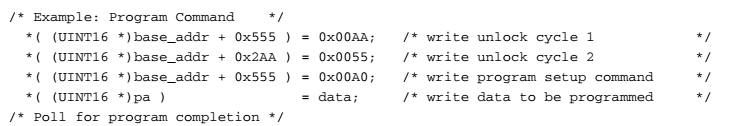 /* Example: Program Command */
*( (UINT16 *)base_addr + 0x555 ) = 0x00AA; /* write unlock cycle 1 */
*( (UINT16 *)base_addr + 0x2AA ) = 0x0055; /* write unlock cycle 2 */
*( (UINT16 *)base_addr + 0x555 ) = 0x00A0; /* write program setup command */
*( (UINT16 *)pa ) = data; /* write data to be programmed */
/* Poll for program completion */